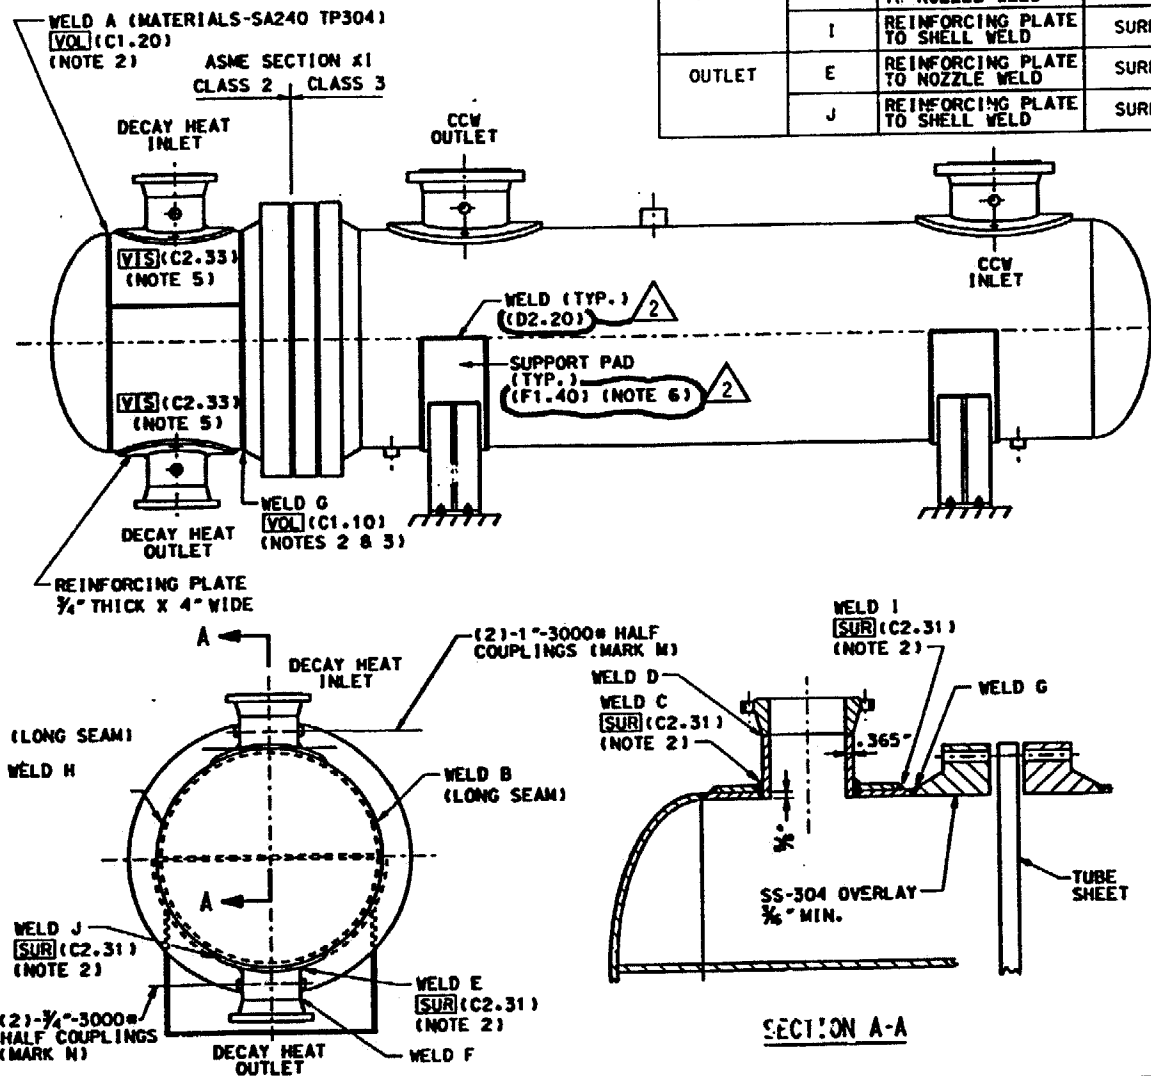 WELD A (MATERIALS-SA240 TP304)
VOL (C1.20)
(NOTE 2)
ASME SECTION XI
CLASS 2 CLASS 3
I REINFORCING PLATE
TO SHELL WELD
OUTLET E REINFORCING PLATE
TO NOZZLE WELD
J REINFORCING PLATE
TO SHELL WELD
DECAY HEAT
INLET
CCW
OUTLET
VIS (C2.33)
(NOTE 5)
CCW
INLET
WELD (TYP.)
(D2.20)
2
SUPPORT PAD
(TYP.)
(F1.40) (NOTE 6)
2
VIS (C2.33)
(NOTE 5)
WELD G
VOL (C1.10)
(NOTES 2 & 3)
DECAY HEAT
OUTLET
REINFORCING PLATE
3/4" THICK X 4" WIDE
A
(2)-1"-3000# HALF
COUPLINGS (MARK M)
DECAY HEAT
INLET
(LONG SEAM)
WELD H
WELD B
(LONG SEAM)
A
WELD J
SUR (C2.31)
(NOTE 2)
(2)-3/4"-3000#
HALF COUPLINGS
(MARK N)
WELD E
SUR (C2.31)
(NOTE 2)
WELD F
DECAY HEAT
OUTLET
WELD I
SUR (C2.31)
(NOTE 2)
WELD D
WELD C
SUR (C2.31)
(NOTE 2)
WELD G
.365"
SS-304 OVERLAY
MIN.
TUBE
SHEET
SECTION A-A